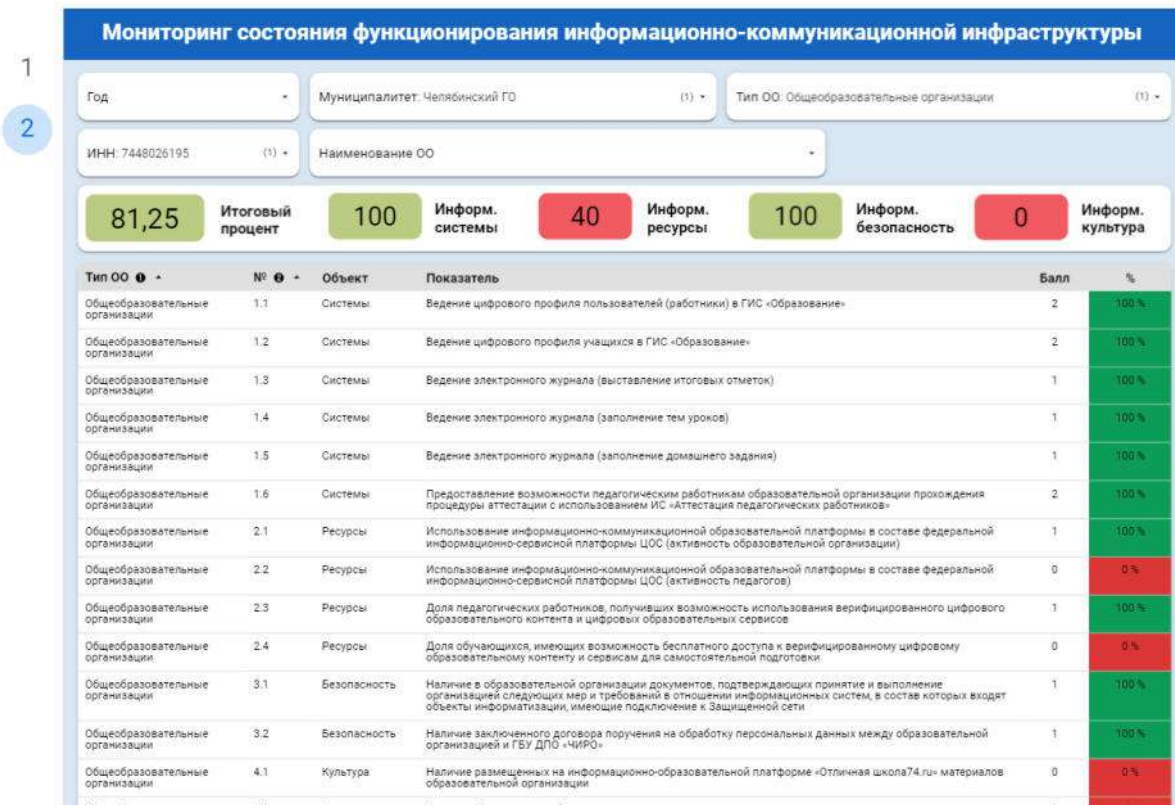 Мониторинг состояния функционирования информационно-коммуникационной инфраструктуры
1
2
Год
Муниципалитет: Челябинский ГО (1)
Тип ОО: Общеобразовательные организации (1)
ИНН: 7448026195 (1)
Наименование ОО
81,25 Итоговый процент
100 Информ. системы
40 Информ. ресурсы
100 Информ. безопасность
0 Информ. культура
Тип ОО № Объект Показатель Балл %
Общеобразовательные организации 1.1 Системы Ведение цифрового профиля пользователей (работники) в ГИС «Образование» 2 100 %
Общеобразовательные организации 1.2 Системы Ведение цифрового профиля учащихся в ГИС «Образование» 2 100 %
Общеобразовательные организации 1.3 Системы Ведение электронного журнала (выставление итоговых отметок) 1 100 %
Общеобразовательные организации 1.4 Системы Ведение электронного журнала (заполнение тем уроков) 1 100 %
Общеобразовательные организации 1.5 Системы Ведение электронного журнала (заполнение домашнего задания) 1 100 %
Общеобразовательные организации 1.6 Системы Предоставление возможности педагогическим работникам образовательной организации прохождения
процедуры аттестации с использованием ИС «Аттестация педагогических работников» 2 100 %
Общеобразовательные организации 2.1 Ресурсы Использование информационно-коммуникационной образовательной платформы в составе федеральной
информационно-сервисной платформы ЦОС (активность образовательной организации) 1 100 %
Общеобразовательные организации 2.2 Ресурсы Использование информационно-коммуникационной образовательной платформы в составе федеральной
информационно-сервисной платформы ЦОС (активность педагогов) 0 0 %
Общеобразовательные организации 2.3 Ресурсы Доля педагогических работников, получивших возможность использования верифицированного цифрового
образовательного контента и цифровых образовательных сервисов 1 100 %
Общеобразовательные организации 2.4 Ресурсы Доля обучающихся, имеющих возможность бесплатного доступа к верифицированному цифровому
образовательному контенту и сервисам для самостоятельной подготовки 0 0 %
Общеобразовательные организации 3.1 Безопасность Наличие в образовательной организации документов, подтверждающих принятие и выполнение
организацией следующих мер и требований в отношении информационных систем, в состав которых входят
объекты информатизации, имеющие подключение к Защищенной сети 1 100 %
Общеобразовательные организации 3.2 Безопасность Наличие заключенного договора поручения на обработку персональных данных между образовательной
организацией и ГБУ ДПО «ЧИРО» 1 100 %
Общеобразовательные организации 4.1 Культура Наличие размещенных на информационно-образовательной платформе «Отличная школа74.ru» материалов
образовательной организации 0 0 %